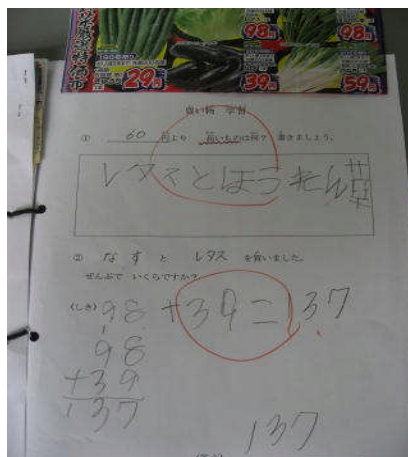 98円
98円
29円
39円
59円
買い物 学習
① 60 円より 高いものは何? 書きましょう。
レタスとほうれん草
② なす と レタス を買いました。
ぜんぶで いくらですか?
(しき) 98+39=137
98
+39
137
137